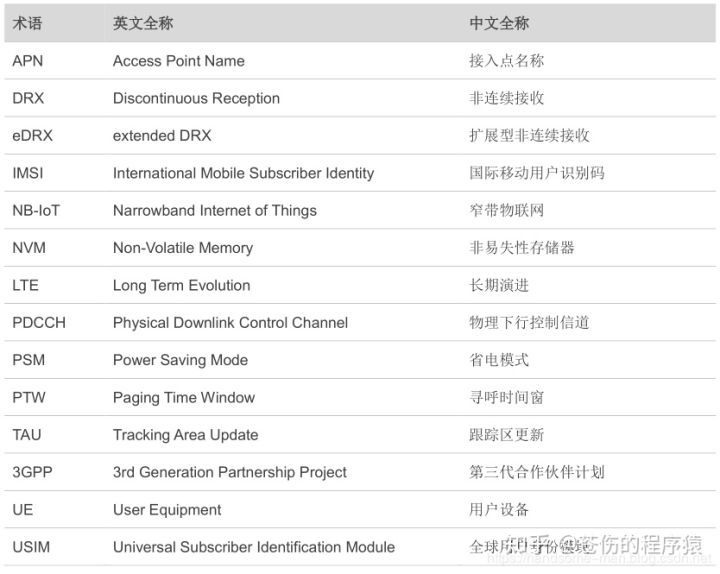 术语 英文全称 中文全称
APN Access Point Name 接入点名称
DRX Discontinuous Reception 非连续接收
eDRX extended DRX 扩展型非连续接收
IMSI International Mobile Subscriber Identity 国际移动用户识别码
NB-IoT Narrowband Internet of Things 窄带物联网
NVM Non-Volatile Memory 非易失性存储器
LTE Long Term Evolution 长期演进
PDCCH Physical Downlink Control Channel 物理下行控制信道
PSM Power Saving Mode 省电模式
PTW Paging Time Window 寻呼时间窗
TAU Tracking Area Update 跟踪区更新
3GPP 3rd Generation Partnership Project 第三代合作伙伴计划
UE User Equipment 用户设备
USIM Universal Subscriber Identification Module 全球用户身份模块
知乎 @苍伤的程序猿
https://handsome-man.blog.csdn.net